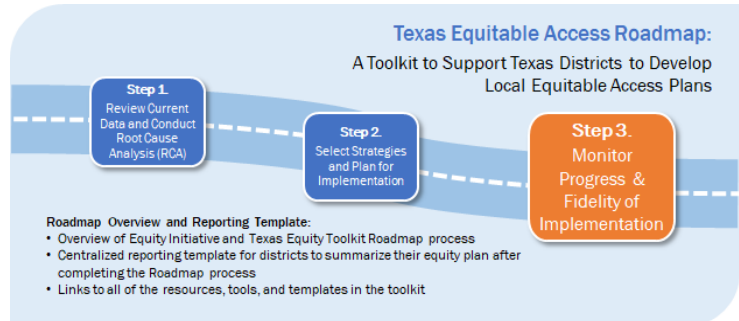 Texas Equitable Access Roadmap:
A Toolkit to Support Texas Districts to Develop
Local Equitable Access Plans
Step 1.
Review Current
Data and Conduct
Root Cause
Analysis (RCA)
Step 2.
Select Strategies
and Plan for
Implementation
Step 3.
Monitor
Progress &
Fidelity of
Implementation
Roadmap Overview and Reporting Template:
• Overview of Equity Initiative and Texas Equity Toolkit Roadmap process
• Centralized reporting template for districts to summarize their equity plan after
completing the Roadmap process
• Links to all of the resources, tools, and templates in the toolkit